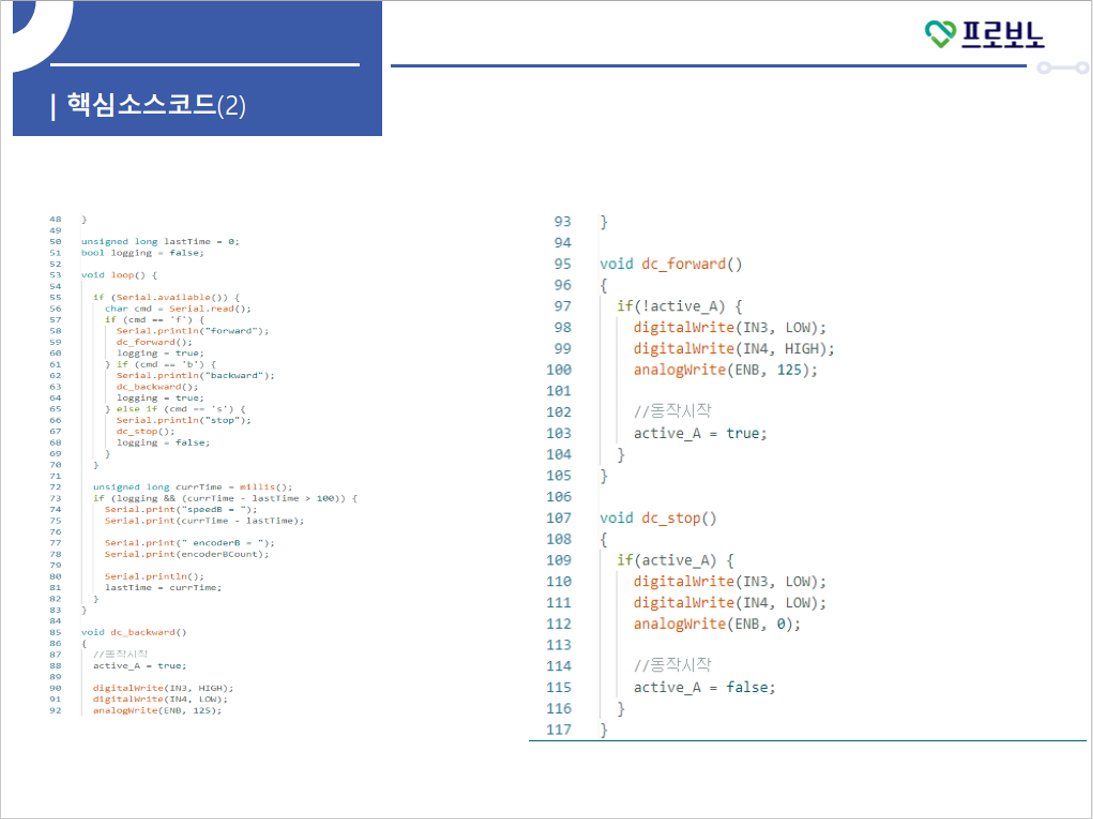 프로보노
| 핵심소스코드(2)
48 }
49
50 unsigned long lastTime = 0;
51 bool logging = false;
52
53 void loop() {
54
55 if (Serial.available()) {
56 char cmd = Serial.read();
57 if (cmd == 'f') {
58 Serial.println("forward");
59 dc_forward();
60 logging = true;
61 } if (cmd == 'b') {
62 Serial.println("backward");
63 dc_backward();
64 logging = true;
65 } else if (cmd == 's') {
66 Serial.println("stop");
67 dc_stop();
68 logging = false;
69 }
70 }
71
72 unsigned long currTime = millis();
73 if (logging && (currTime - lastTime > 100)) {
74 Serial.print("speedB = ");
75 Serial.print(currTime - lastTime);
76
77 Serial.print(" encoderB = ");
78 Serial.print(encoderBCount);
79
80 Serial.println();
81 lastTime = currTime;
82 }
83 }
84
85 void dc_backward()
86 {
87 //동작시작
88 active_A = true;
89
90 digitalWrite(IN3, HIGH);
91 digitalWrite(IN4, LOW);
92 analogWrite(ENB, 125);
93 }
94
95 void dc_forward()
96 {
97 if(!active_A) {
98 digitalWrite(IN3, LOW);
99 digitalWrite(IN4, HIGH);
100 analogWrite(ENB, 125);
101
102 //동작시작
103 active_A = true;
104 }
105 }
106
107 void dc_stop()
108 {
109 if(active_A) {
110 digitalWrite(IN3, LOW);
111 digitalWrite(IN4, LOW);
112 analogWrite(ENB, 0);
113
114 //동작시작
115 active_A = false;
116 }
117 }